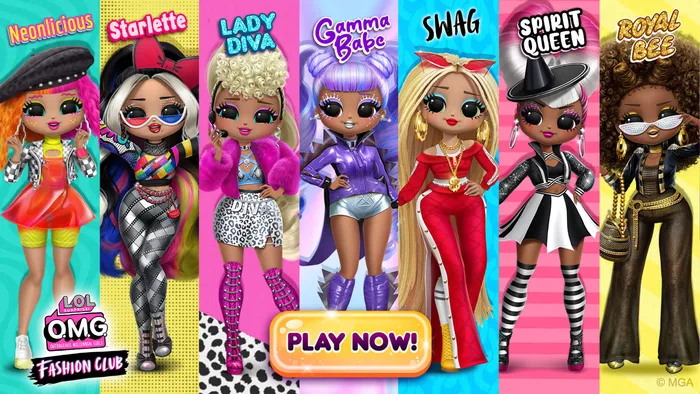 Neonlicious
Starlette
LADY
DIVA
Gamma
Babe
SWAG
SPIRIT
QUEEN
ROYAL
BEE
L.O.L.
SURPRISE!
O.M.G.
OUTRAGEOUS MILLENNIAL GIRLS
FASHION CLUB
PLAY NOW!
© MGA